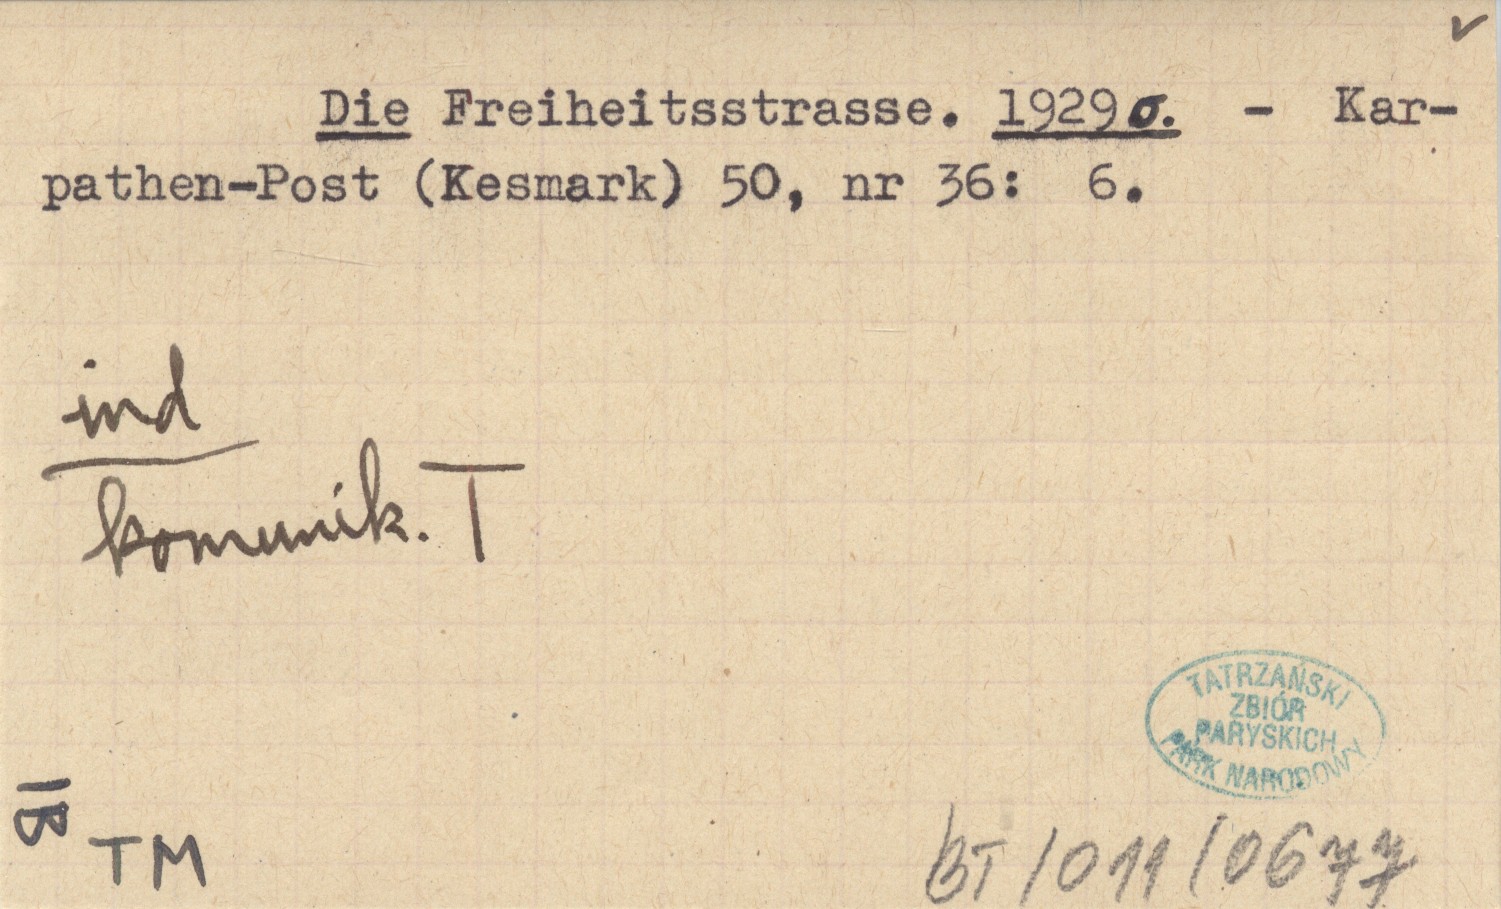 Die Freiheitsstrasse. 1929 σ. - Kar-
pathen-Post (Kesmark) 50, nr 36: 6.
ind
komunik. T
TATRZAŃSKI
ZBIÓR
PARYSKICH
PARK NARODOWY
IB
TM
BT/011/0677